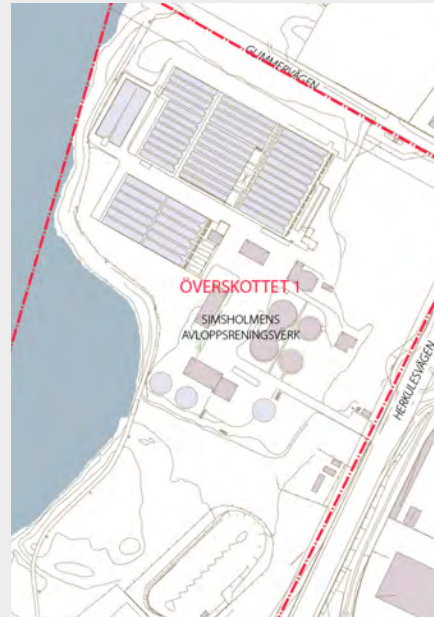 GUMMERVÄGEN
ÖVERSKOTTET 1
SIMSHOLMENS
AVLOPPSRENINGSVERK
HERKULESVÄGEN